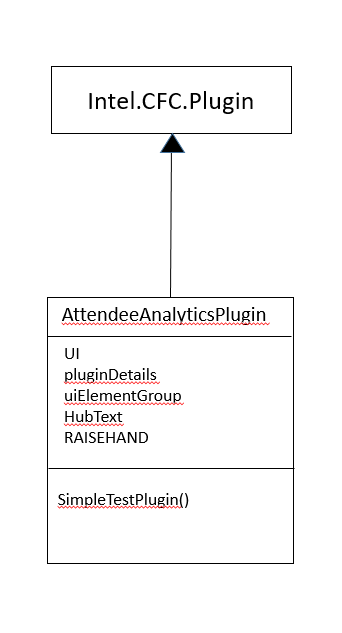 Intel.CFC.Plugin
AttendeeAnalyticsPlugin
UI
pluginDetails
uiElementGroup
HubText
RAISEHAND
SimpleTestPlugin()